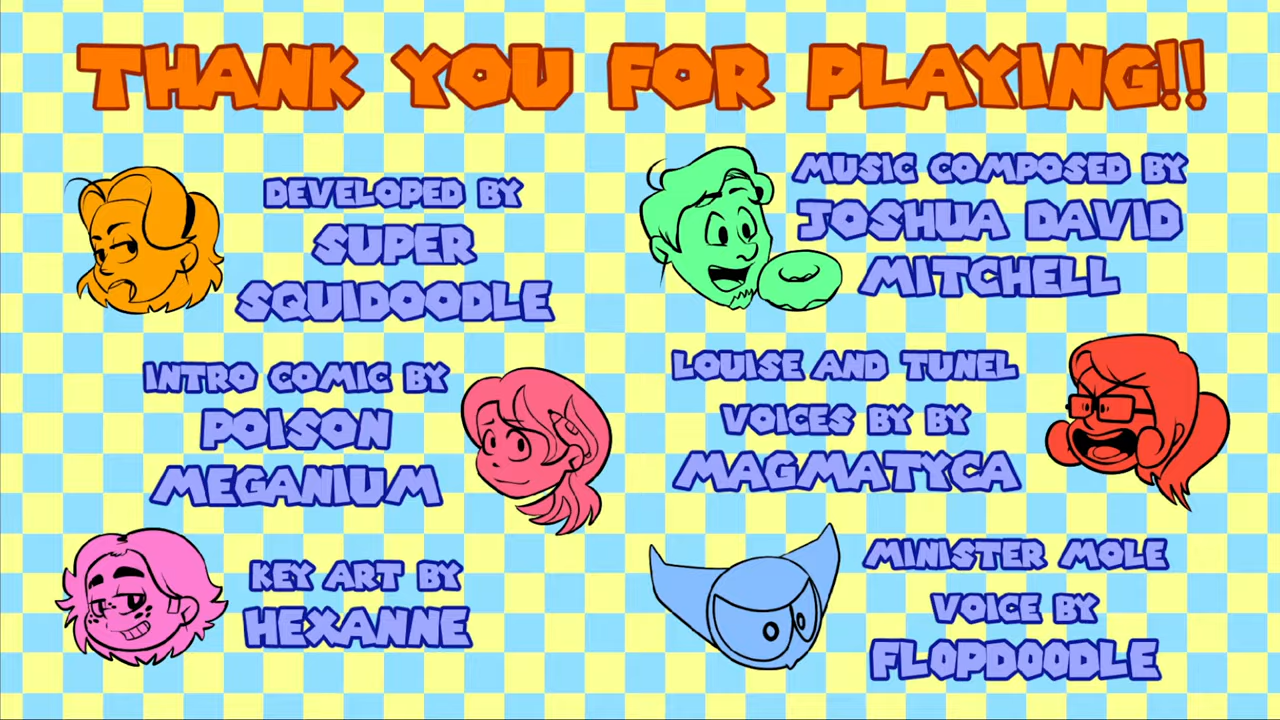 THANK YOU FOR PLAYING!!
DEVELOPED BY
SUPER
SQUIDOODLE
MUSIC COMPOSED BY
JOSHUA DAVID
MITCHELL
INTRO COMIC BY
POISON
MEGANIUM
LOUISE AND TUNEL
VOICES BY BY
MAGMATYCA
KEY ART BY
HEXANNE
MINISTER MOLE
VOICE BY
FLOPDOODLE